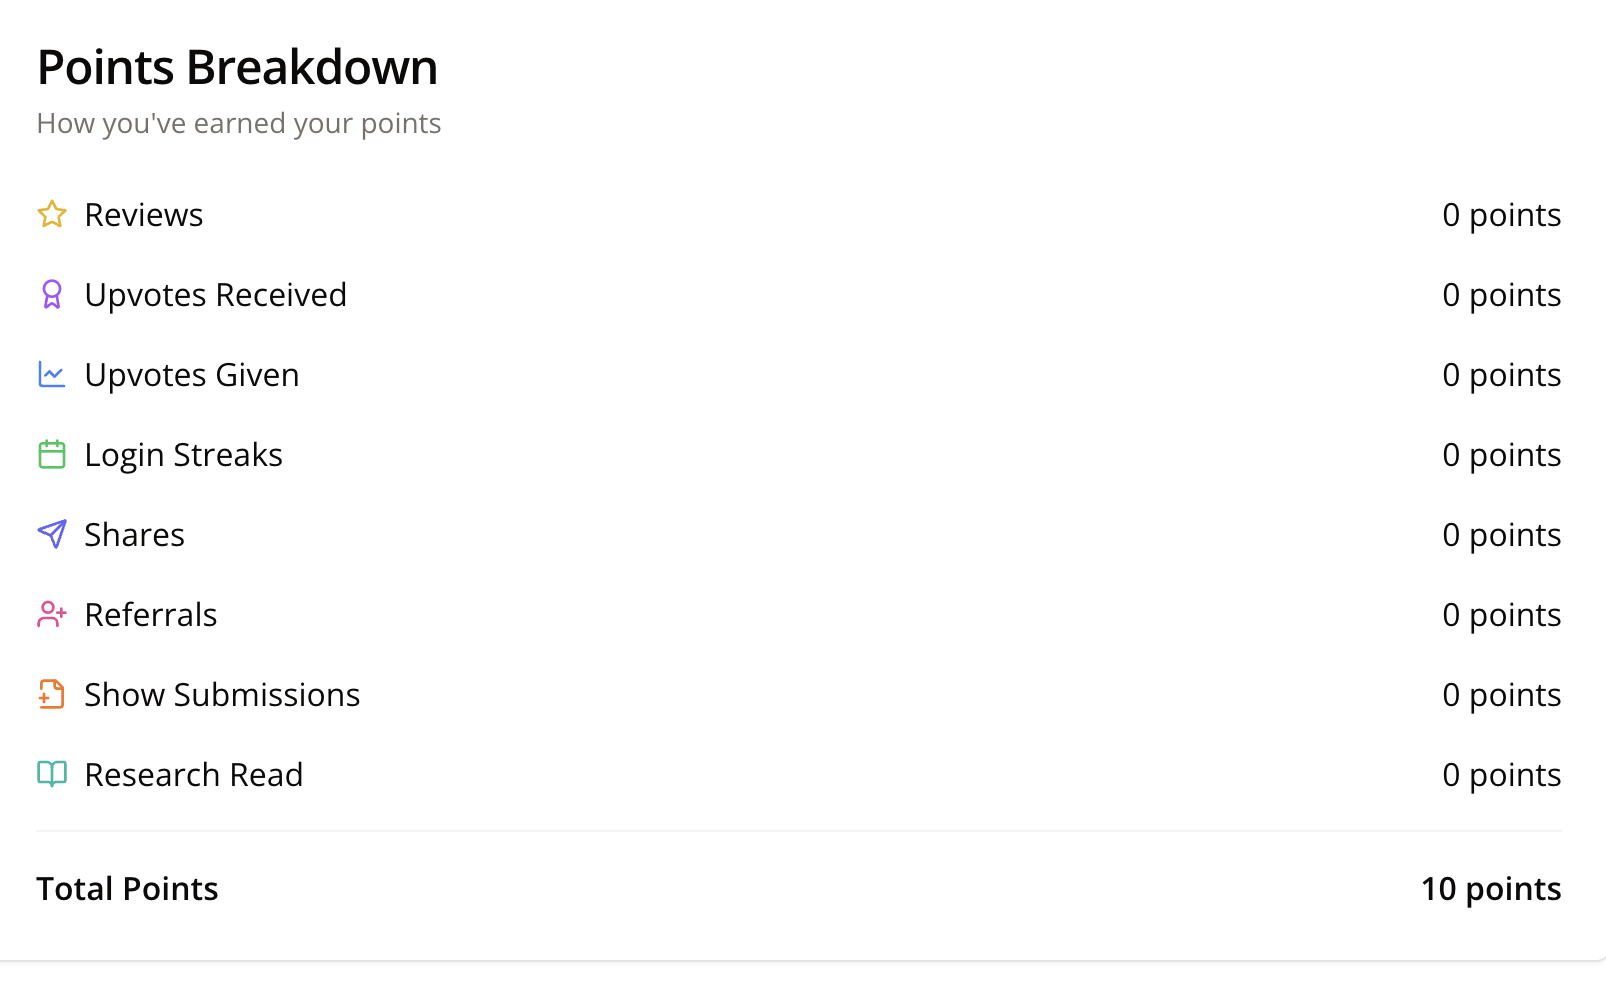 Points Breakdown
How you've earned your points
Reviews 0 points
Upvotes Received 0 points
Upvotes Given 0 points
Login Streaks 0 points
Shares 0 points
Referrals 0 points
Show Submissions 0 points
Research Read 0 points
Total Points 10 points